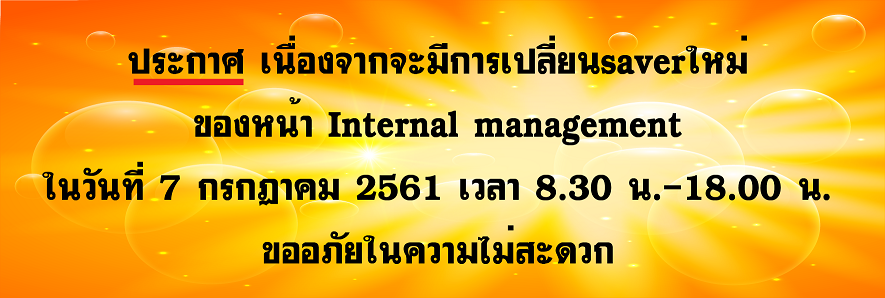 ประกาศ เนื่องจากจะมีการเปลี่ยนsaverใหม่
ของหน้า Internal management
ในวันที่ 7 กรกฎาคม 2561 เวลา 8.30 น.-18.00 น.
ขออภัยในความไม่สะดวก